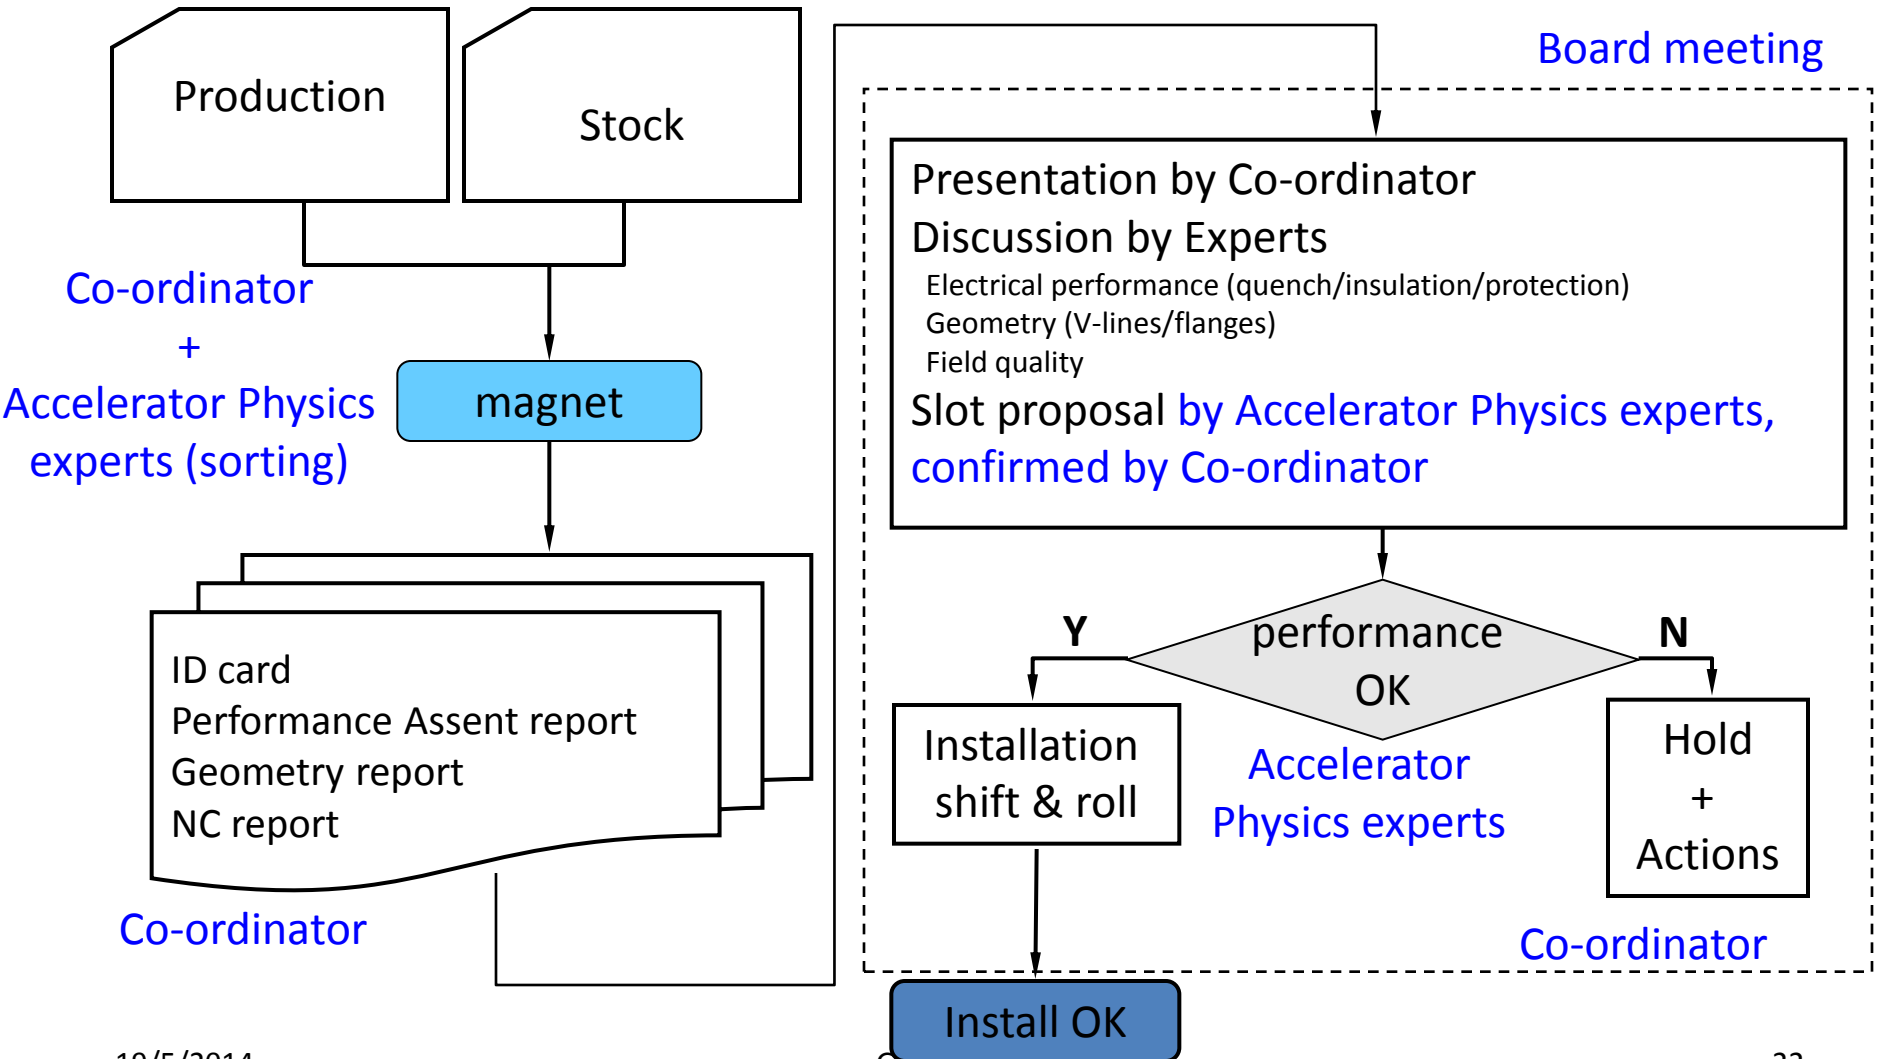 Production
Stock
Board meeting
Co-ordinator
+
Accelerator Physics
experts (sorting)
magnet
ID card
Performance Assent report
Geometry report
NC report
Co-ordinator
Presentation by Co-ordinator
Discussion by Experts
Electrical performance (quench/insulation/protection)
Geometry (V-lines/flanges)
Field quality
Slot proposal by Accelerator Physics experts,
confirmed by Co-ordinator
Y
performance
OK
N
Installation
shift & roll
Accelerator
Physics experts
Hold
+
Actions
Co-ordinator
Install OK